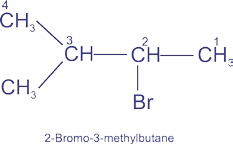 4
CH3
3 2 1
CH CH CH3
CH3
Br
2-Bromo-3-methylbutane